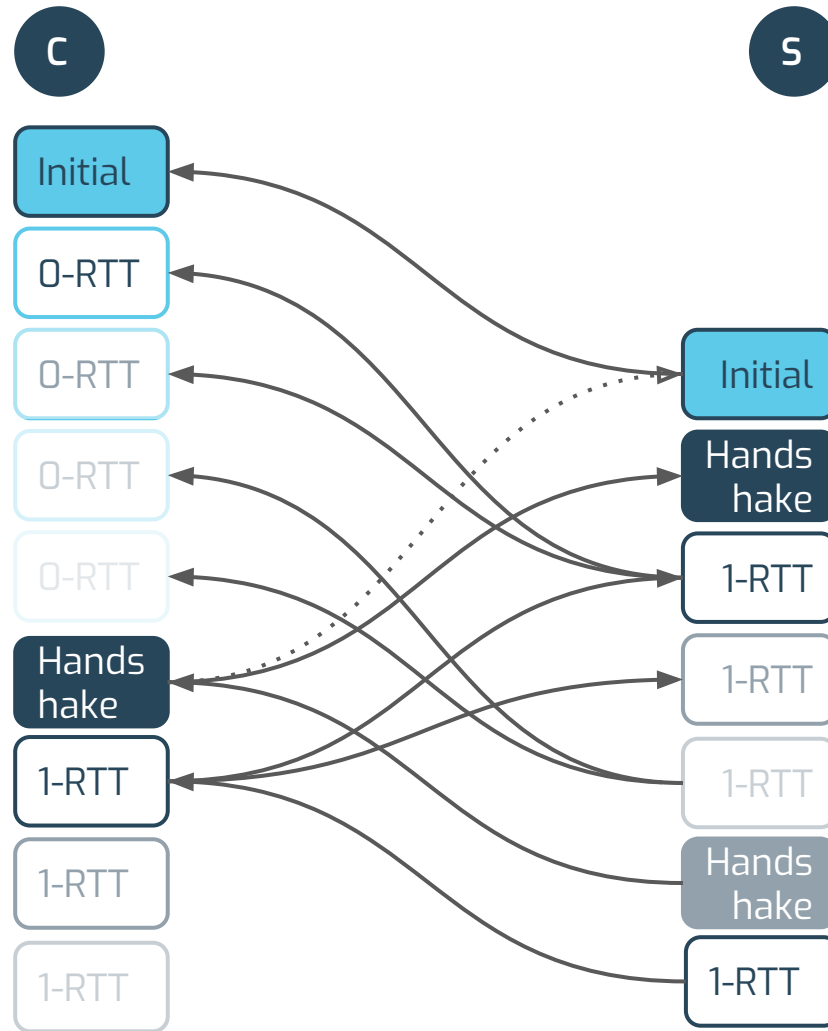 C
S
Initial
0-RTT
0-RTT
0-RTT
0-RTT
Hands
hake
1-RTT
1-RTT
1-RTT
Initial
Hands
hake
1-RTT
1-RTT
1-RTT
Hands
hake
1-RTT